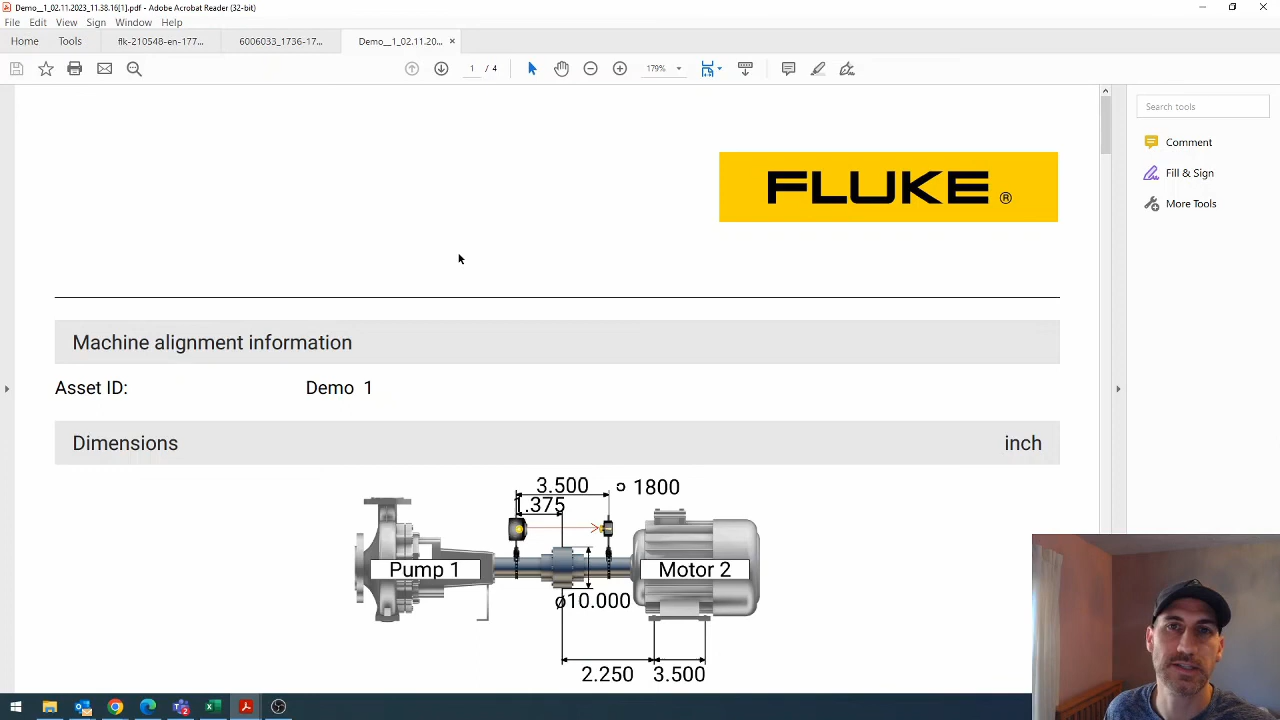 Demo__1_02.11.2023_11.38.16[1].pdf - Adobe Acrobat Reader (32-bit)
File Edit View Sign Window Help
Home Tools flk-210548-en-177... 6006033_1736-17... Demo__1_02.11.20... ×
1 / 4 179%
Search tools
Comment
Fill & Sign
More Tools
FLUKE ®
Machine alignment information
Asset ID: Demo 1
Dimensions inch
3.500 1800
1.375
Pump 1 Motor 2
ø10.000
2.250 3.500